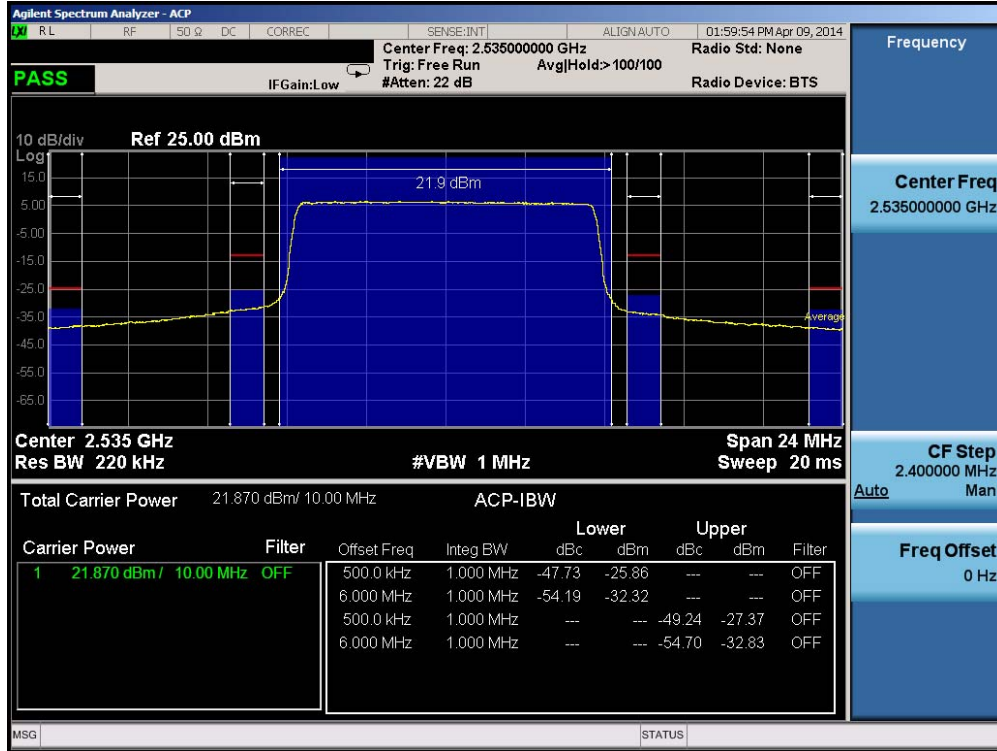 Agilent Spectrum Analyzer - ACP
LXI RL RF 50 Ω DC CORREC SENSE:INT ALIGN AUTO 01:59:54 PM Apr 09, 2014
Center Freq: 2.535000000 GHz Radio Std: None
Trig: Free Run Avg|Hold:>100/100
PASS IFGain:Low #Atten: 22 dB Radio Device: BTS
10 dB/div Ref 25.00 dBm
Log
15.0
21.9 dBm
5.00
-5.00
-15.0
-25.0
-35.0
Average
-45.0
-55.0
-65.0
Center 2.535 GHz Span 24 MHz
Res BW 220 kHz #VBW 1 MHz Sweep 20 ms
Total Carrier Power 21.870 dBm/ 10.00 MHz ACP-IBW
Lower Upper
Carrier Power Filter Offset Freq Integ BW dBc dBm dBc dBm Filter
1 21.870 dBm / 10.00 MHz OFF 500.0 kHz 1.000 MHz -47.73 -25.86 --- --- OFF
6.000 MHz 1.000 MHz -54.19 -32.32 --- --- OFF
500.0 kHz 1.000 MHz --- --- -49.24 -27.37 OFF
6.000 MHz 1.000 MHz --- --- -54.70 -32.83 OFF
MSG STATUS
Frequency
Center Freq
2.535000000 GHz
CF Step
2.400000 MHz
Auto Man
Freq Offset
0 Hz